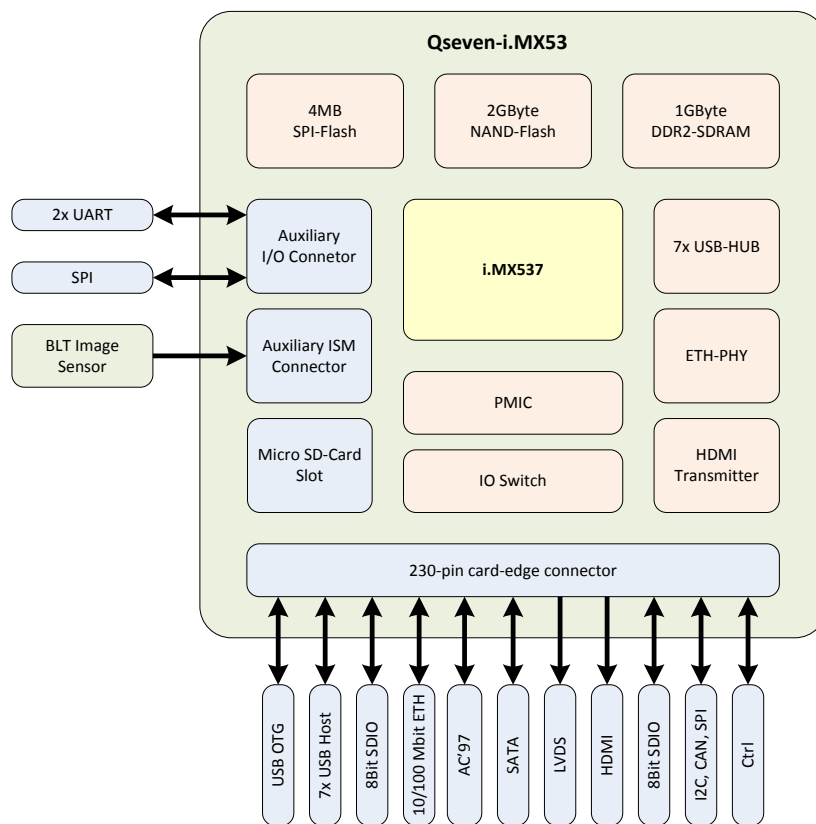 Qseven-i.MX53
4MB
SPI-Flash
2GByte
NAND-Flash
1GByte
DDR2-SDRAM
2x UART
SPI
BLT Image
Sensor
Auxiliary
I/O Connetor
Auxiliary ISM
Connector
Micro SD-Card
Slot
i.MX537
PMIC
IO Switch
7x USB-HUB
ETH-PHY
HDMI
Transmitter
230-pin card-edge connector
USB OTG
7x USB Host
8Bit SDIO
10/100 Mbit ETH
AC'97
SATA
LVDS
HDMI
8Bit SDIO
I2C, CAN, SPI
Ctrl